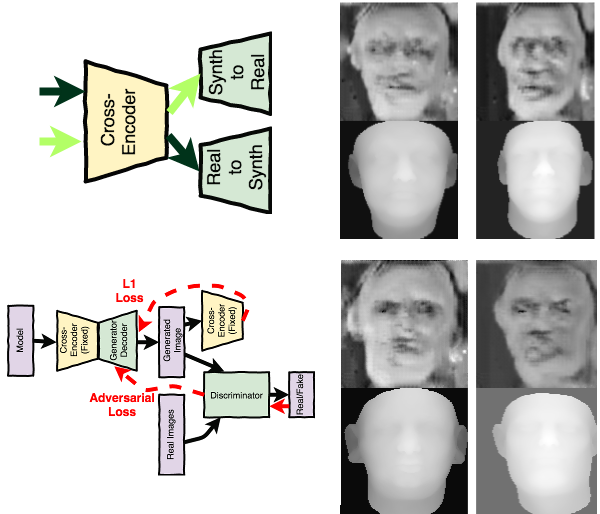 Cross-
Encoder
Synth
to
Real
Real
to
Synth
L1
Loss
Model
Cross-
Encoder
(Fixed)
Generator
Decoder
Generated
Image
Cross-
Encoder
(Fixed)
Adversarial
Loss
Discriminator
Real/Fake
Real Images